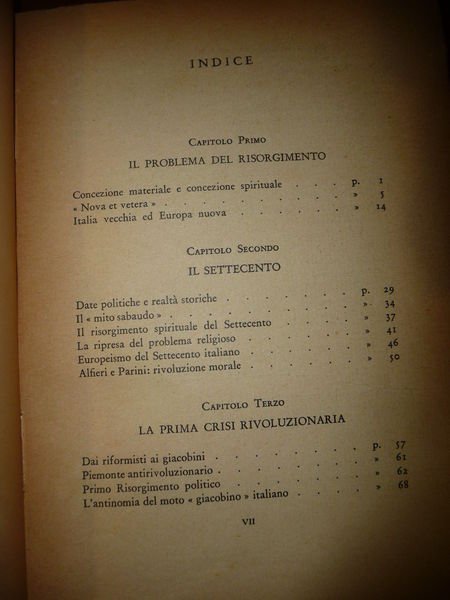 INDICE
Capitolo Primo
IL PROBLEMA DEL RISORGIMENTO
Concezione materiale e concezione spirituale . . . . p. 1
« Nova et vetera » . . . . . . . . . » 5
Italia vecchia ed Europa nuova . . . . . . » 14
Capitolo Secondo
IL SETTECENTO
Date politiche e realtà storiche . . . . . . p. 29
Il « mito sabaudo » . . . . . . . . » 34
Il risorgimento spirituale del Settecento . . . . » 37
La ripresa del problema religioso . . . . . » 41
Europeismo del Settecento italiano . . . . . » 46
Alfieri e Parini: rivoluzione morale . . . . . » 50
Capitolo Terzo
LA PRIMA CRISI RIVOLUZIONARIA
Dai riformisti ai giacobini . . . . . . . p. 57
Piemonte antirivoluzionario . . . . . . . » 61
Primo Risorgimento politico . . . . . . . » 62
L'antinomia del moto « giacobino » italiano . . . . » 68
VII